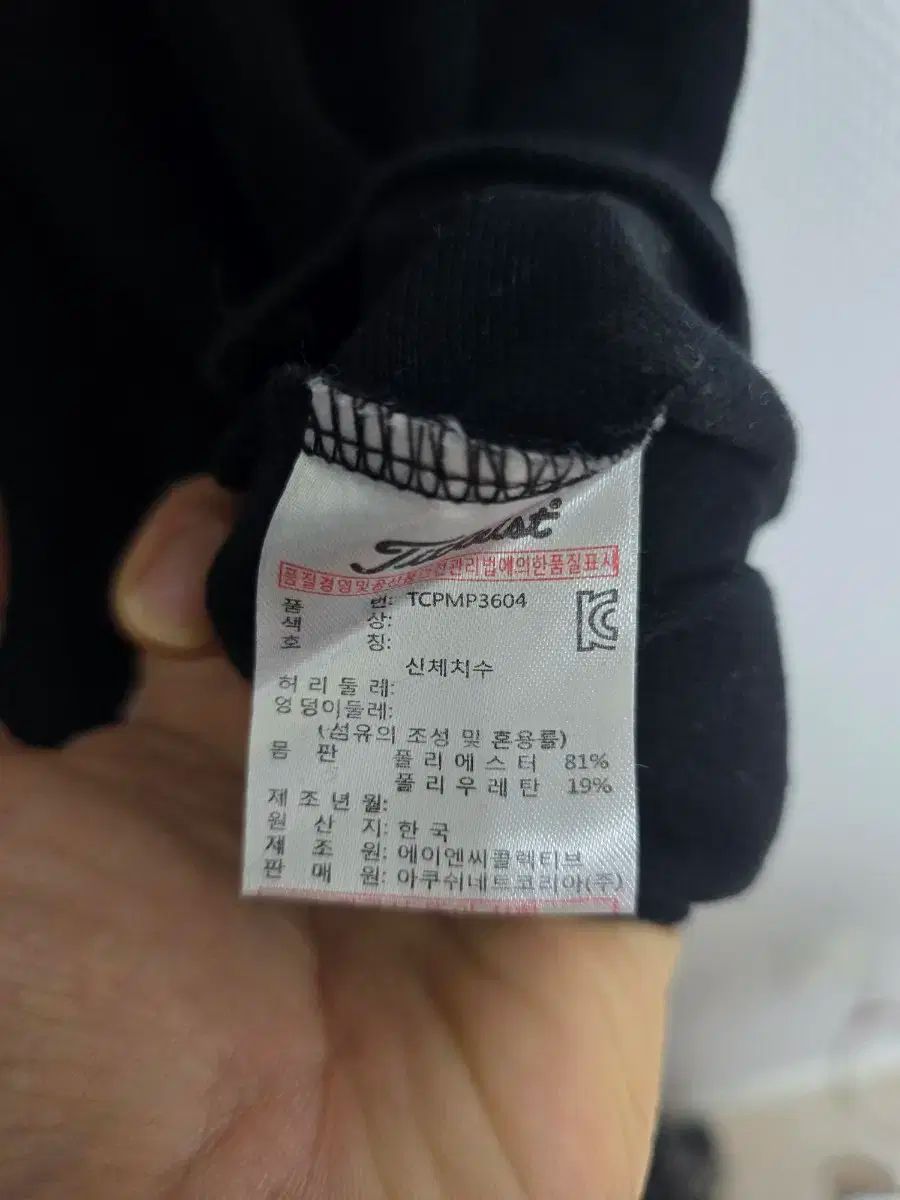 Titleist
품질경영및공산품안전관리법에의한품질표시
품 번: TCPMP3604
색 상:
호 칭:
신체치수
허 리 둘 레:
엉덩이둘레:
(섬유의 조성 및 혼용률)
몸 판 폴 리 에 스 터 81%
폴 리 우 레 탄 19%
제 조 년 월:
원 산 지: 한 국
제 조 원: 에이엔씨콜렉티브
판 매 원: 아쿠쉬네트코리아(주)